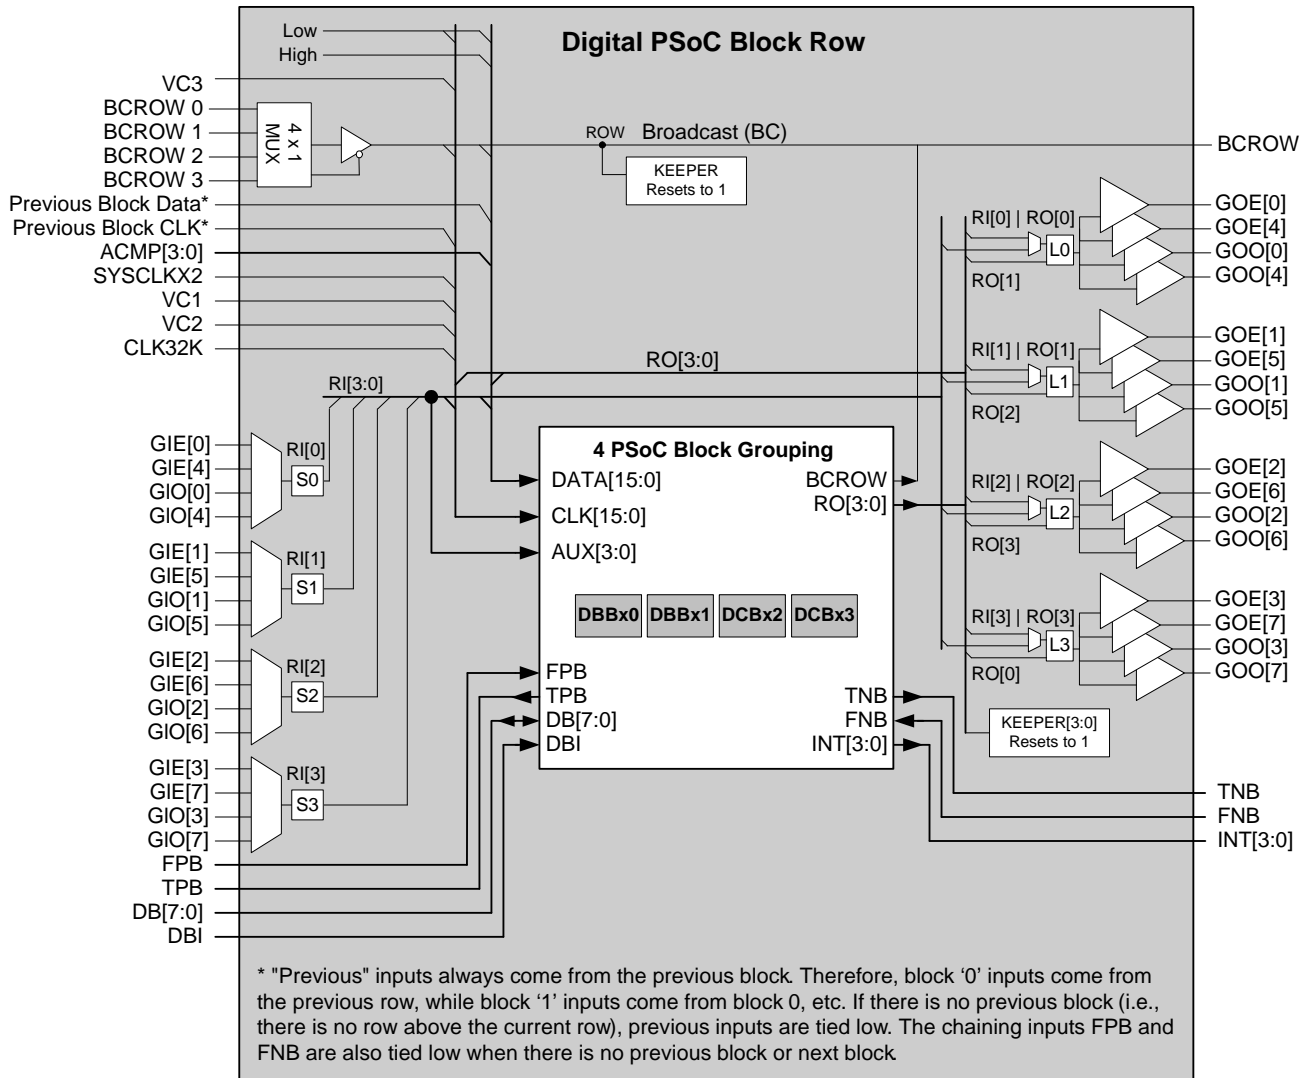 Digital PSoC Block Row
Low
High
VC3
BCROW 0
BCROW 1
BCROW 2
BCROW 3
4 x 1
MUX
ROW
Broadcast (BC)
BCROW
KEEPER
Resets to 1
Previous Block Data*
Previous Block CLK*
ACMP[3:0]
SYSCLKX2
VC1
VC2
CLK32K
RO[3:0]
RI[3:0]
GIE[0]
GIE[4]
GIO[0]
GIO[4]
RI[0]
S0
GIE[1]
GIE[5]
GIO[1]
GIO[5]
RI[1]
S1
GIE[2]
GIE[6]
GIO[2]
GIO[6]
RI[2]
S2
GIE[3]
GIE[7]
GIO[3]
GIO[7]
RI[3]
S3
FPB
TPB
DB[7:0]
DBI
4 PSoC Block Grouping
DATA[15:0]
CLK[15:0]
AUX[3:0]
BCROW
RO[3:0]
DBBx0
DBBx1
DCBx2
DCBx3
FPB
TPB
DB[7:0]
DBI
TNB
FNB
INT[3:0]
RI[0] | RO[0]
L0
RO[1]
GOE[0]
GOE[4]
GOO[0]
GOO[4]
RI[1] | RO[1]
L1
RO[2]
GOE[1]
GOE[5]
GOO[1]
GOO[5]
RI[2] | RO[2]
L2
RO[3]
GOE[2]
GOE[6]
GOO[2]
GOO[6]
RI[3] | RO[3]
L3
RO[0]
GOE[3]
GOE[7]
GOO[3]
GOO[7]
KEEPER[3:0]
Resets to 1
TNB
FNB
INT[3:0]
* "Previous" inputs always come from the previous block. Therefore, block ‘0’ inputs come from
the previous row, while block ‘1’ inputs come from block 0, etc. If there is no previous block (i.e.,
there is no row above the current row), previous inputs are tied low. The chaining inputs FPB and
FNB are also tied low when there is no previous block or next block.